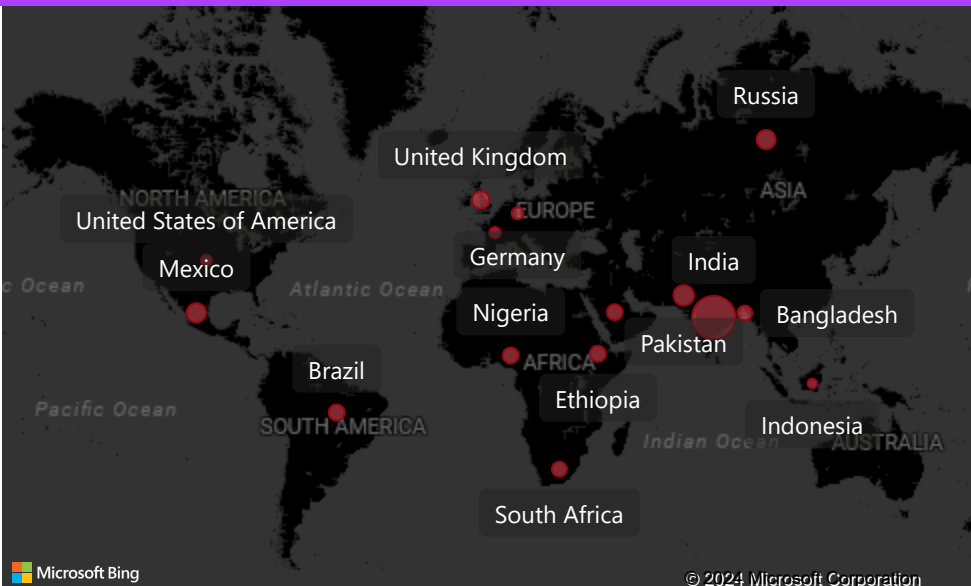 Russia
United Kingdom
ASIA
NORTH AMERICA
EUROPE
United States of America
Germany
India
Mexico
c Ocean
Atlantic Ocean
Nigeria
Bangladesh
Pakistan
AFRICA
Brazil
Ethiopia
Pacific Ocean
SOUTH AMERICA
Indonesia
Indian Ocean
AUSTRALIA
South Africa
Microsoft Bing
© 2024 Microsoft Corporation